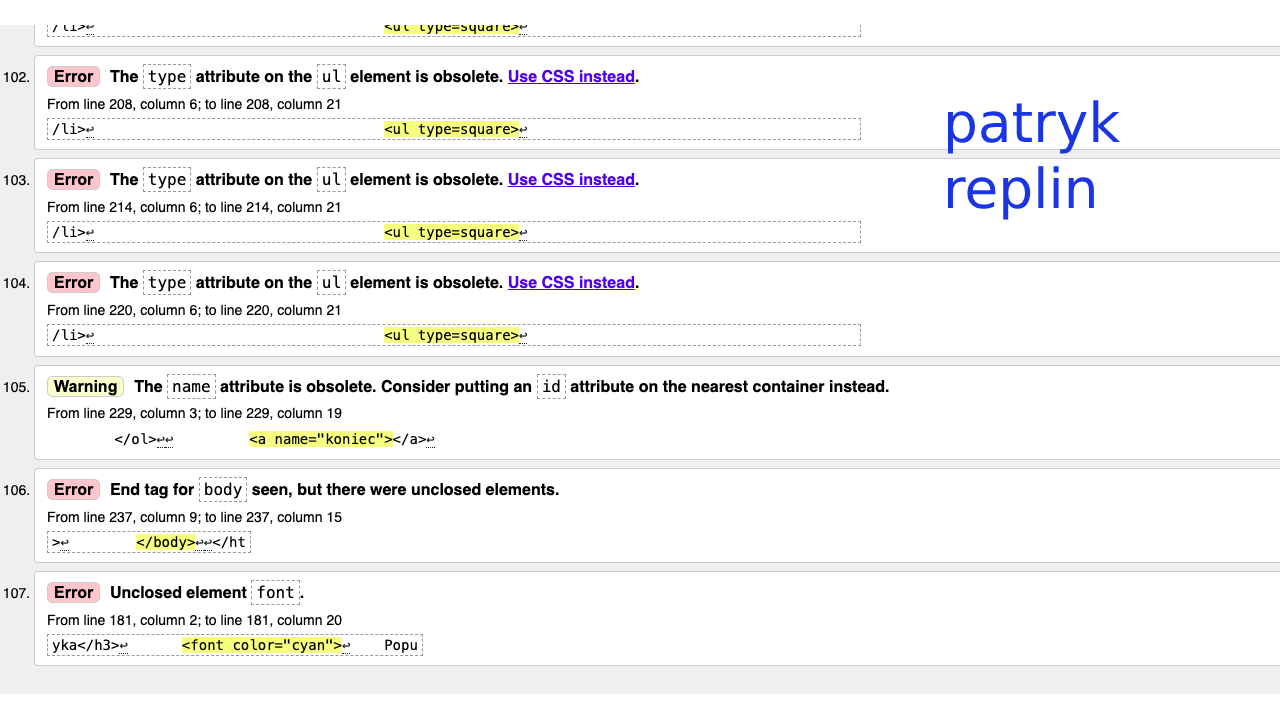 /li>↩ <ul type=square>↩
102. Error The type attribute on the ul element is obsolete. Use CSS instead.
From line 208, column 6; to line 208, column 21
/li>↩ <ul type=square>↩
patryk
replin
103. Error The type attribute on the ul element is obsolete. Use CSS instead.
From line 214, column 6; to line 214, column 21
/li>↩ <ul type=square>↩
104. Error The type attribute on the ul element is obsolete. Use CSS instead.
From line 220, column 6; to line 220, column 21
/li>↩ <ul type=square>↩
105. Warning The name attribute is obsolete. Consider putting an id attribute on the nearest container instead.
From line 229, column 3; to line 229, column 19
</ol>↩↩ <a name="koniec"></a>↩
106. Error End tag for body seen, but there were unclosed elements.
From line 237, column 9; to line 237, column 15
>↩ </body>↩↩</ht
107. Error Unclosed element font.
From line 181, column 2; to line 181, column 20
yka</h3>↩ <font color="cyan">↩ Popu